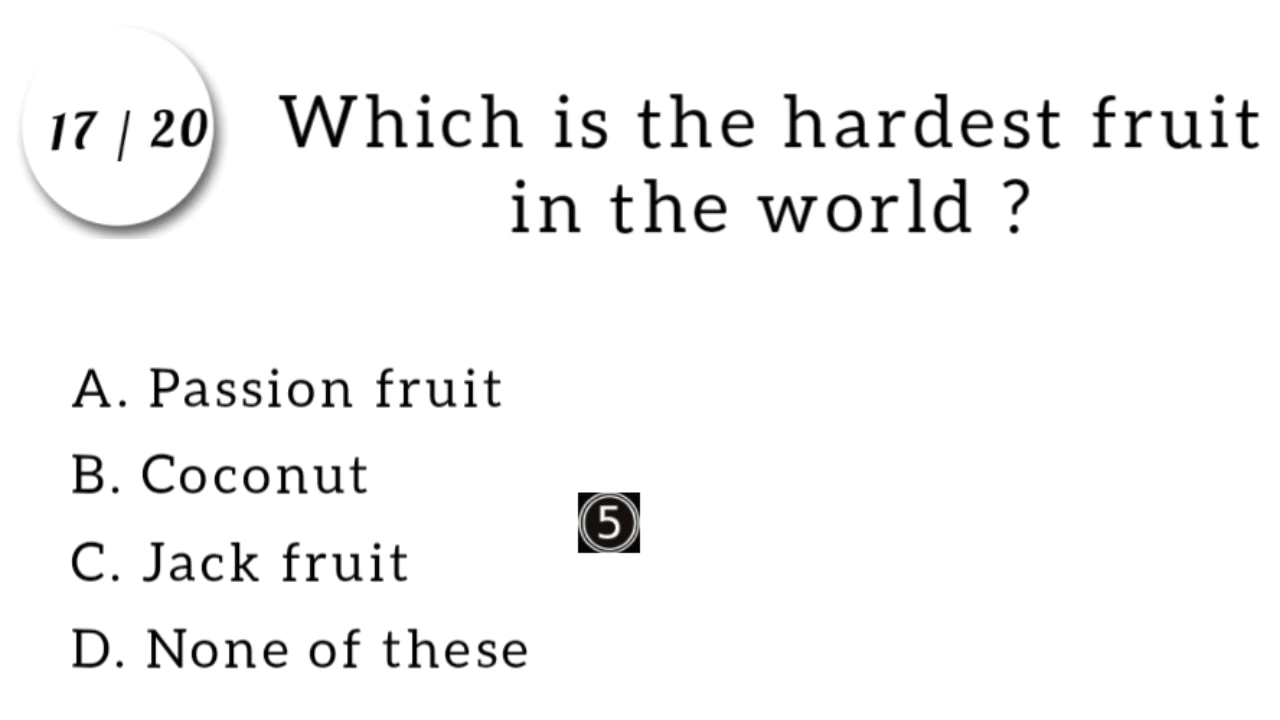 17 / 20
Which is the hardest fruit
in the world ?
A. Passion fruit
B. Coconut
5
C. Jack fruit
D. None of these